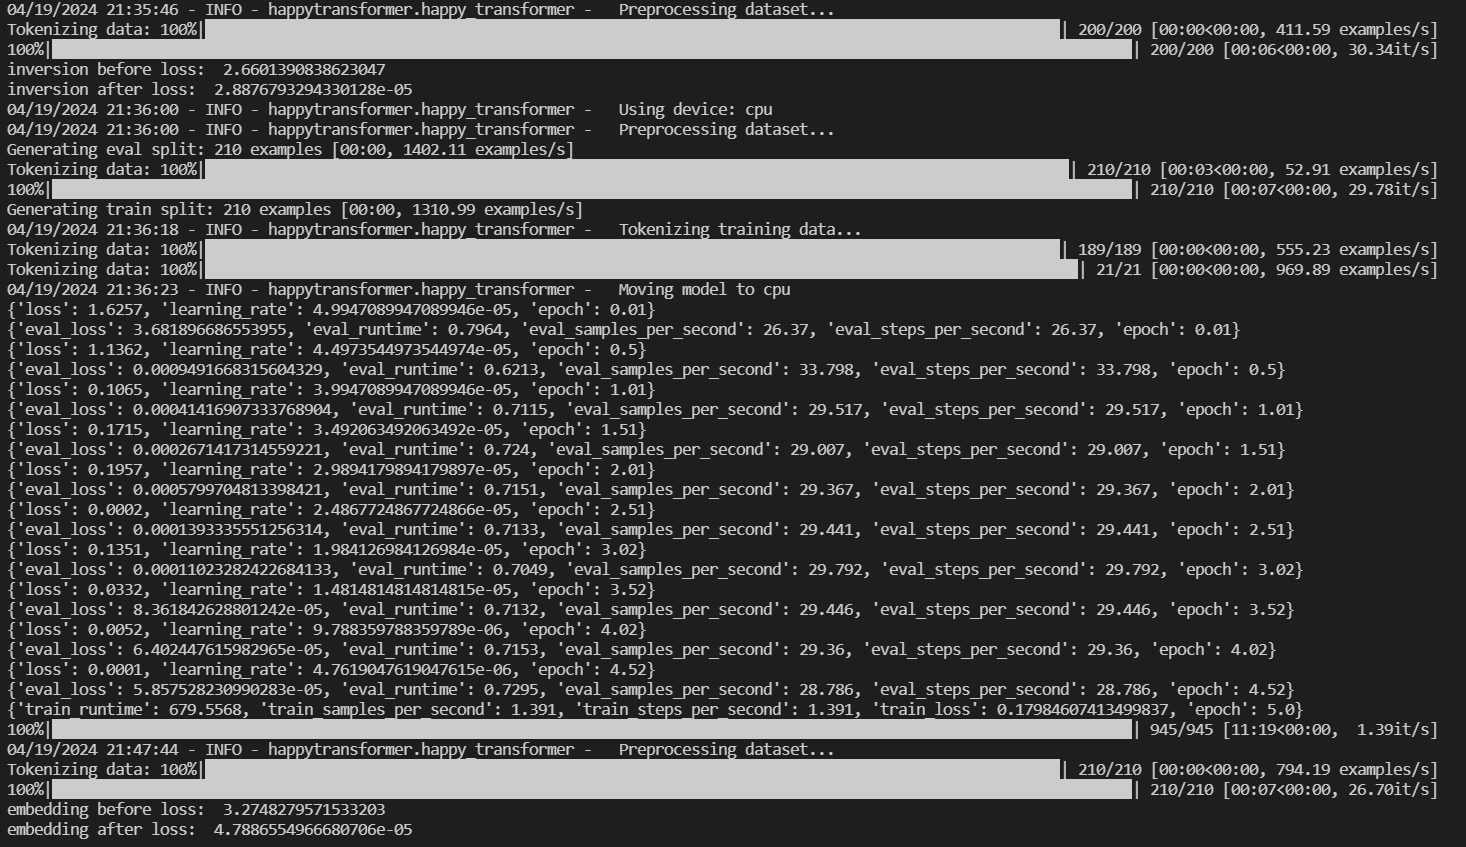 04/19/2024 21:35:46 - INFO - happytransformer.happy_transformer -   Preprocessing dataset...
Tokenizing data: 100%|| 200/200 [00:00<00:00, 411.59 examples/s]
100%|| 200/200 [00:06<00:00, 30.34it/s]
inversion before loss:  2.6601390838623047
inversion after loss:  2.8876793294330128e-05
04/19/2024 21:36:00 - INFO - happytransformer.happy_transformer -   Using device: cpu
04/19/2024 21:36:00 - INFO - happytransformer.happy_transformer -   Preprocessing dataset...
Generating eval split: 210 examples [00:00, 1402.11 examples/s]
Tokenizing data: 100%|| 210/210 [00:03<00:00, 52.91 examples/s]
100%|| 210/210 [00:07<00:00, 29.78it/s]
Generating train split: 210 examples [00:00, 1310.99 examples/s]
04/19/2024 21:36:18 - INFO - happytransformer.happy_transformer -   Tokenizing training data...
Tokenizing data: 100%|| 189/189 [00:00<00:00, 555.23 examples/s]
Tokenizing data: 100%|| 21/21 [00:00<00:00, 969.89 examples/s]
04/19/2024 21:36:23 - INFO - happytransformer.happy_transformer -   Moving model to cpu
{'loss': 1.6257, 'learning_rate': 4.9947089947089946e-05, 'epoch': 0.01}
{'eval_loss': 3.681896686553955, 'eval_runtime': 0.7964, 'eval_samples_per_second': 26.37, 'eval_steps_per_second': 26.37, 'epoch': 0.01}
{'loss': 1.1362, 'learning_rate': 4.4973544973544974e-05, 'epoch': 0.5}
{'eval_loss': 0.0009491668315604329, 'eval_runtime': 0.6213, 'eval_samples_per_second': 33.798, 'eval_steps_per_second': 33.798, 'epoch': 0.5}
{'loss': 0.1065, 'learning_rate': 3.9947089947089946e-05, 'epoch': 1.01}
{'eval_loss': 0.00041416907333768904, 'eval_runtime': 0.7115, 'eval_samples_per_second': 29.517, 'eval_steps_per_second': 29.517, 'epoch': 1.01}
{'loss': 0.1715, 'learning_rate': 3.492063492063492e-05, 'epoch': 1.51}
{'eval_loss': 0.0002671417314559221, 'eval_runtime': 0.724, 'eval_samples_per_second': 29.007, 'eval_steps_per_second': 29.007, 'epoch': 1.51}
{'loss': 0.1957, 'learning_rate': 2.9894179894179897e-05, 'epoch': 2.01}
{'eval_loss': 0.0005799704813398421, 'eval_runtime': 0.7151, 'eval_samples_per_second': 29.367, 'eval_steps_per_second': 29.367, 'epoch': 2.01}
{'loss': 0.0002, 'learning_rate': 2.4867724867724866e-05, 'epoch': 2.51}
{'eval_loss': 0.0001393335551256314, 'eval_runtime': 0.7133, 'eval_samples_per_second': 29.441, 'eval_steps_per_second': 29.441, 'epoch': 2.51}
{'loss': 0.1351, 'learning_rate': 1.984126984126984e-05, 'epoch': 3.02}
{'eval_loss': 0.00011023282422684133, 'eval_runtime': 0.7049, 'eval_samples_per_second': 29.792, 'eval_steps_per_second': 29.792, 'epoch': 3.02}
{'loss': 0.0332, 'learning_rate': 1.4814814814814815e-05, 'epoch': 3.52}
{'eval_loss': 8.361842628801242e-05, 'eval_runtime': 0.7132, 'eval_samples_per_second': 29.446, 'eval_steps_per_second': 29.446, 'epoch': 3.52}
{'loss': 0.0052, 'learning_rate': 9.788359788359789e-06, 'epoch': 4.02}
{'eval_loss': 6.402447615982965e-05, 'eval_runtime': 0.7153, 'eval_samples_per_second': 29.36, 'eval_steps_per_second': 29.36, 'epoch': 4.02}
{'loss': 0.0001, 'learning_rate': 4.7619047619047615e-06, 'epoch': 4.52}
{'eval_loss': 5.857528230990283e-05, 'eval_runtime': 0.7295, 'eval_samples_per_second': 28.786, 'eval_steps_per_second': 28.786, 'epoch': 4.52}
{'train_runtime': 679.5568, 'train_samples_per_second': 1.391, 'train_steps_per_second': 1.391, 'train_loss': 0.17984607413499837, 'epoch': 5.0}
100%|| 945/945 [11:19<00:00,  1.39it/s]
04/19/2024 21:47:44 - INFO - happytransformer.happy_transformer -   Preprocessing dataset...
Tokenizing data: 100%|| 210/210 [00:00<00:00, 794.19 examples/s]
100%|| 210/210 [00:07<00:00, 26.70it/s]
embedding before loss:  3.2748279571533203
embedding after loss:  4.7886554966680706e-05